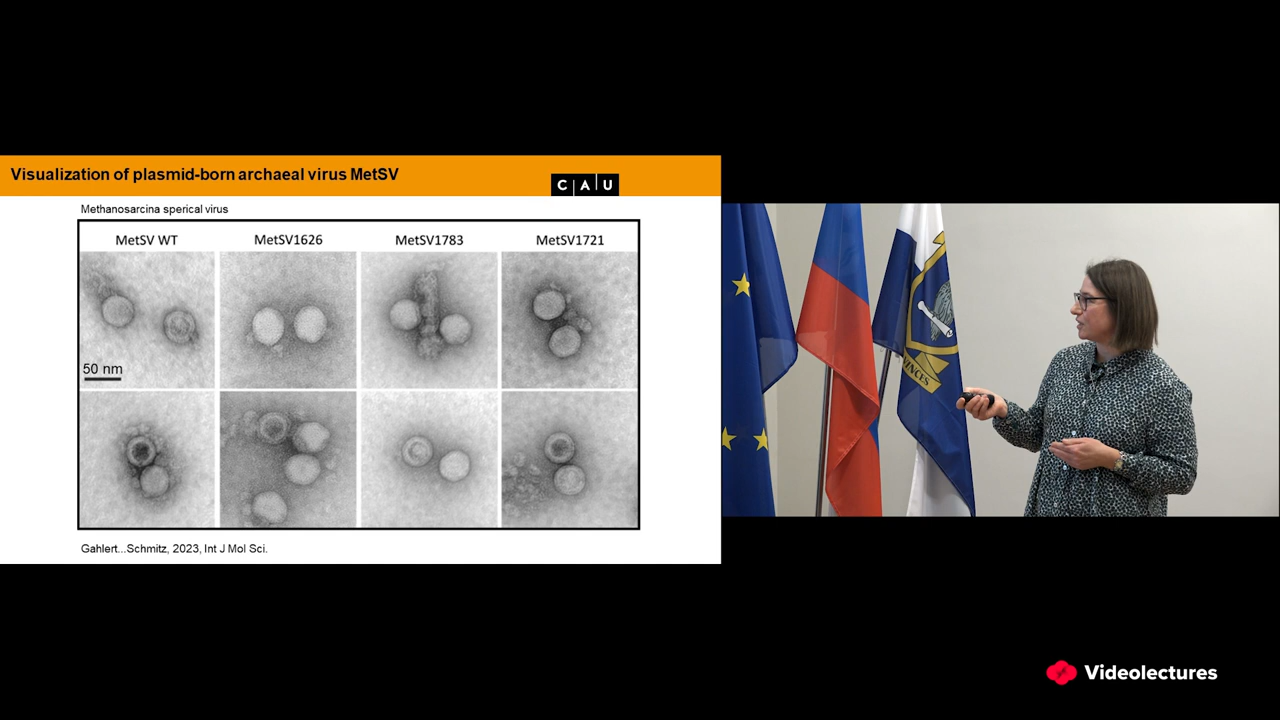 Visualization of plasmid-born archaeal virus MetSV
C A U
Methanosarcina sperical virus
MetSV WT
MetSV1626
MetSV1783
MetSV1721
50 nm
Gahlert...Schmitz, 2023, Int J Mol Sci.
INCES
Videolectures